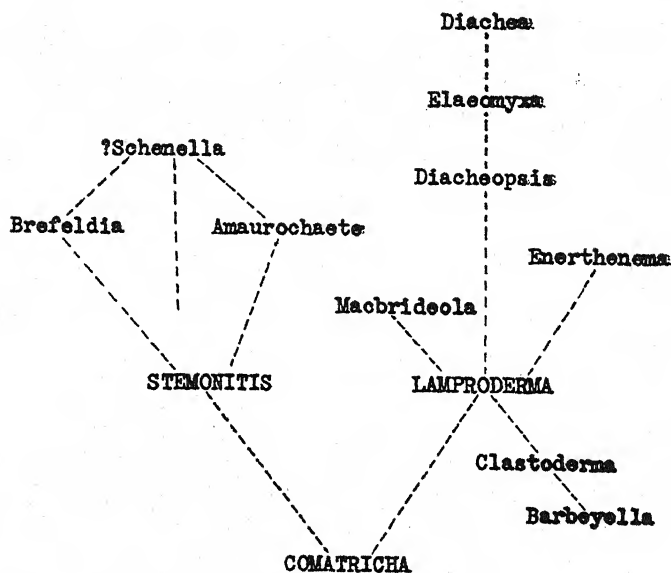 Diachea
Elaeomyxa
?Schenella
Diacheopsis
Brefeldia Amaurochaete
Enerthenema
Macbrideola
STEMONITIS LAMPRODERMA
Clastoderma
Barbeyella
COMATRICHA